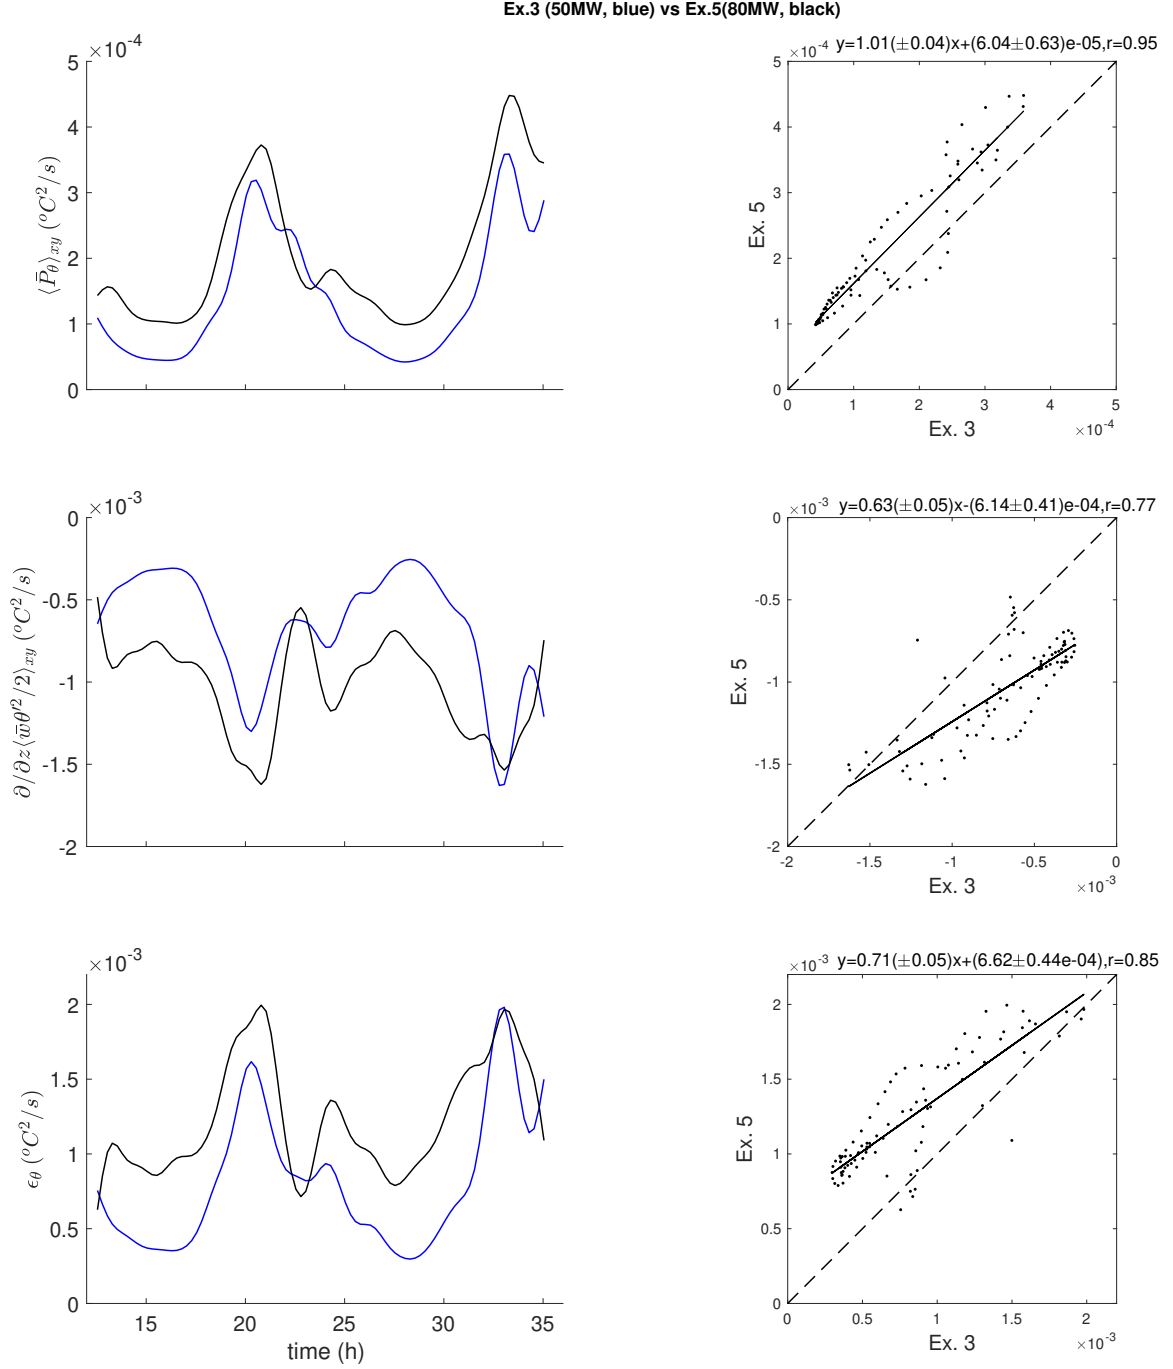 Ex.3 (50MW, blue) vs Ex.5(80MW, black)
×10⁻⁴
5
4
3
2
1
0
⟨P̄_θ⟩_xy (°C²/s)
×10⁻⁴ y=1.01(±0.04)x+(6.04±0.63)e-05,r=0.95
5
4
3
2
1
0
Ex. 5
0 1 2 3 4 5
Ex. 3 ×10⁻⁴
×10⁻³
0
-0.5
-1
-1.5
-2
∂/∂z⟨w̄θ′²/2⟩_xy (°C²/s)
×10⁻³ y=0.63(±0.05)x-(6.14±0.41)e-04,r=0.77
0
-0.5
-1
-1.5
-2
Ex. 5
-2 -1.5 -1 -0.5 0
Ex. 3 ×10⁻³
×10⁻³
2
1.5
1
0.5
0
ϵ_θ (°C²/s)
15 20 25 30 35
time (h)
×10⁻³ y=0.71(±0.05)x+(6.62±0.44e-04),r=0.85
2
1.5
1
0.5
0
Ex. 5
0 0.5 1 1.5 2
Ex. 3 ×10⁻³